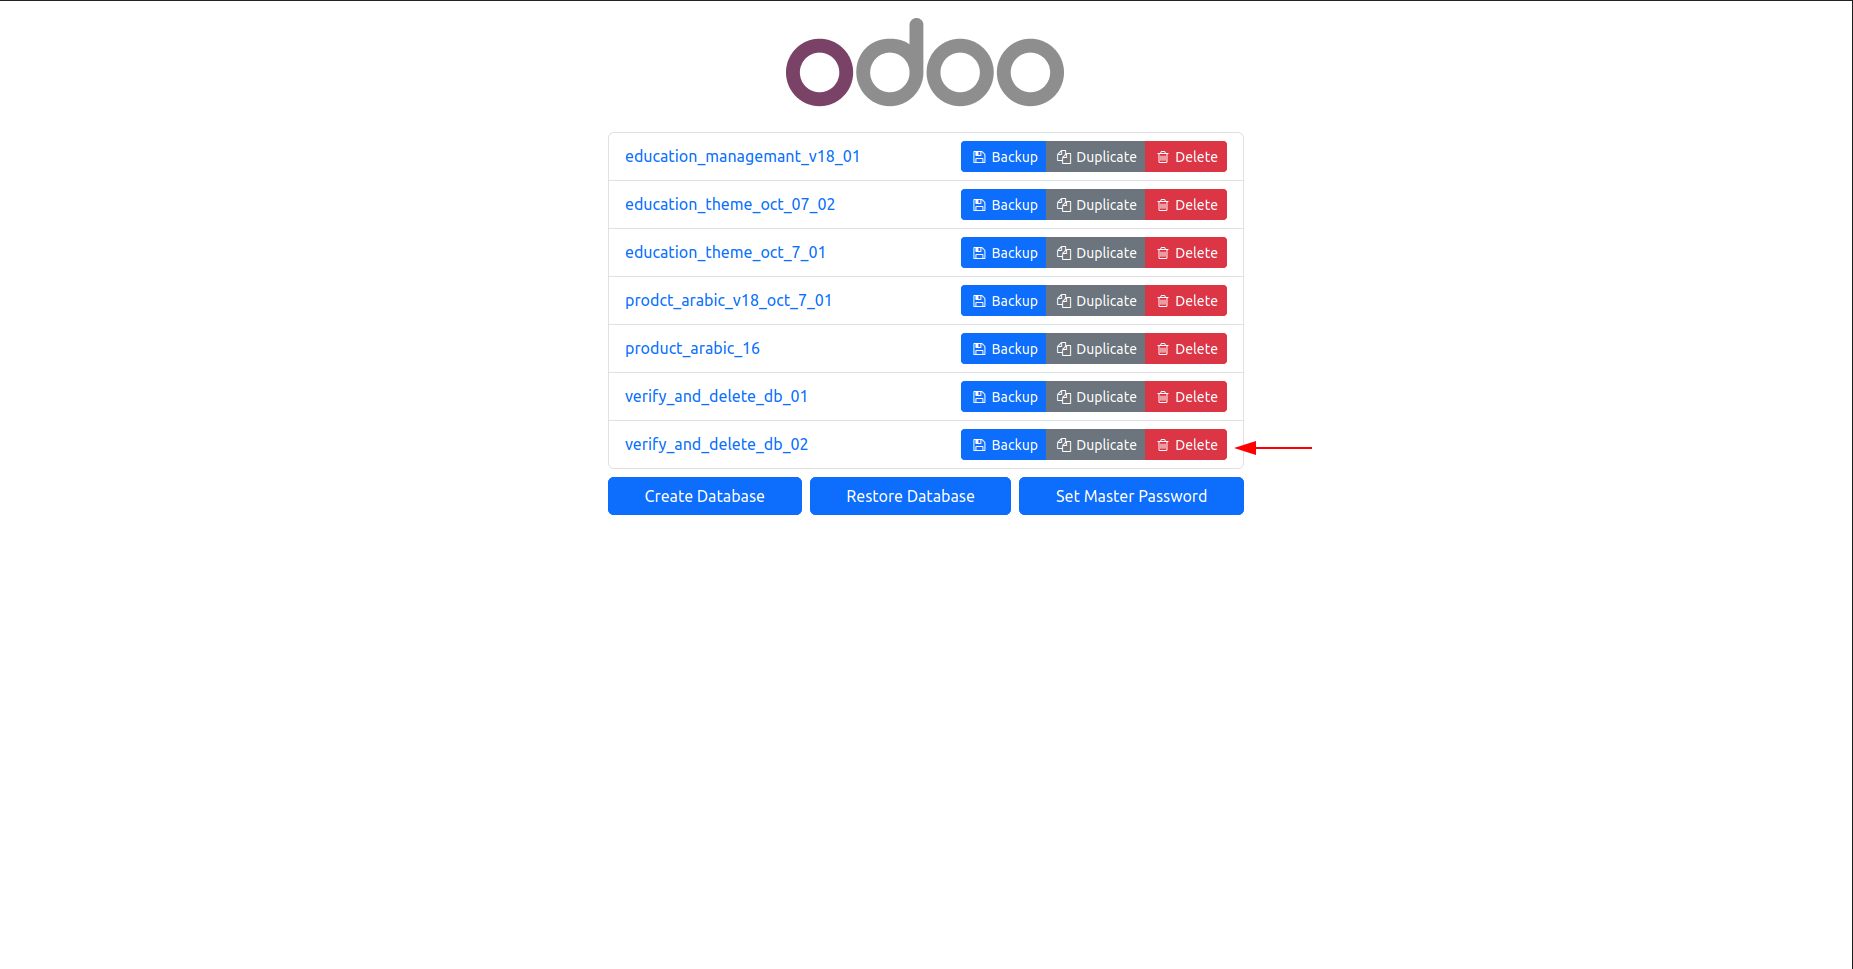 odoo
education_managemant_v18_01 Backup Duplicate Delete
education_theme_oct_07_02 Backup Duplicate Delete
education_theme_oct_7_01 Backup Duplicate Delete
prodct_arabic_v18_oct_7_01 Backup Duplicate Delete
product_arabic_16 Backup Duplicate Delete
verify_and_delete_db_01 Backup Duplicate Delete
verify_and_delete_db_02 Backup Duplicate Delete
Create Database Restore Database Set Master Password